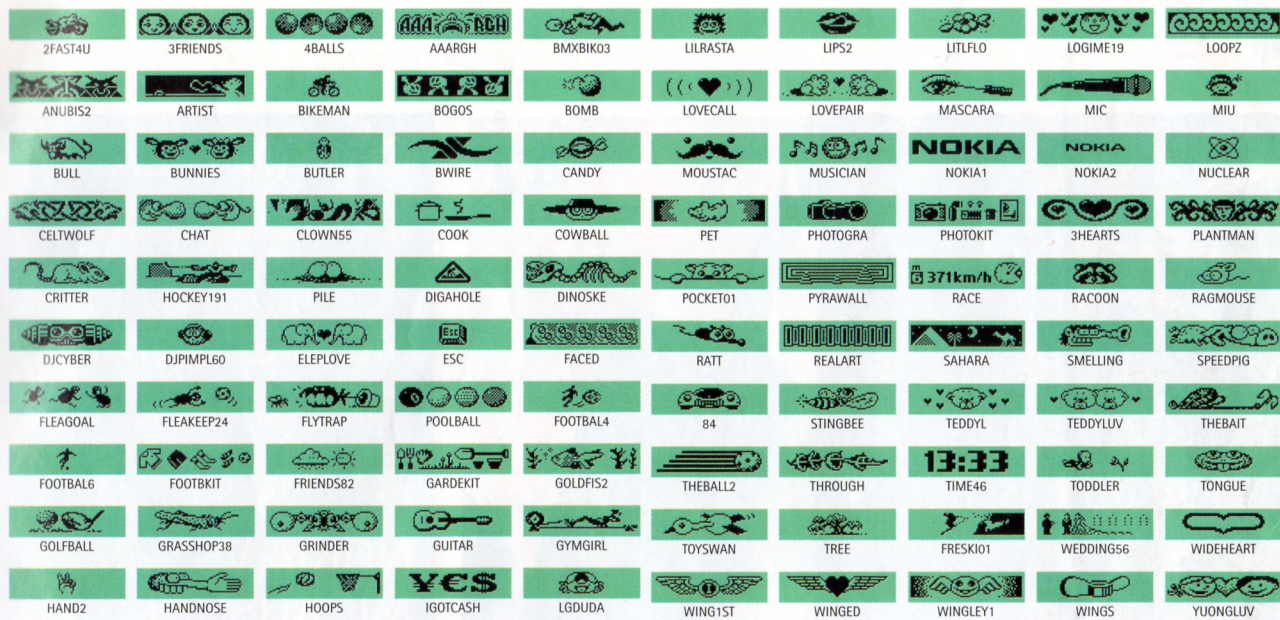 2FAST4U 3FRIENDS 4BALLS AAARGH BMXBIK03 LILRASTA LIPS2 LITLFLO LOGIME19 LOOPZ
AAA RGH
ANUBIS2 ARTIST BIKEMAN BOGOS BOMB LOVECALL LOVEPAIR MASCARA MIC MIU
NOKIA NOKIA
BULL BUNNIES BUTLER BWIRE CANDY MOUSTAC MUSICIAN NOKIA1 NOKIA2 NUCLEAR
CELTWOLF CHAT CLOWN55 COOK COWBALL PET PHOTOGRA PHOTOKIT 3HEARTS PLANTMAN
371km/h
CRITTER HOCKEY191 PILE DIGAHOLE DINOSKE POCKET01 PYRAWALL RACE RACOON RAGMOUSE
Esc
DJCYBER DJPIMPL60 ELEPLOVE ESC FACED RATT REALART SAHARA SMELLING SPEEDPIG
FLEAGOAL FLEAKEEP24 FLYTRAP POOLBALL FOOTBAL4 84 STINGBEE TEDDYL TEDDYLUV THEBAIT
13:33
FOOTBAL6 FOOTBKIT FRIENDS82 GARDEKIT GOLDFIS2 THEBALL2 THROUGH TIME46 TODDLER TONGUE
GOLFBALL GRASSHOP38 GRINDER GUITAR GYMGIRL TOYSWAN TREE FRESKI01 WEDDING56 WIDEHEART
¥€$
HAND2 HANDNOSE HOOPS IGOTCASH LGDUDA WING1ST WINGED WINGLEY1 WINGS YUONGLUV